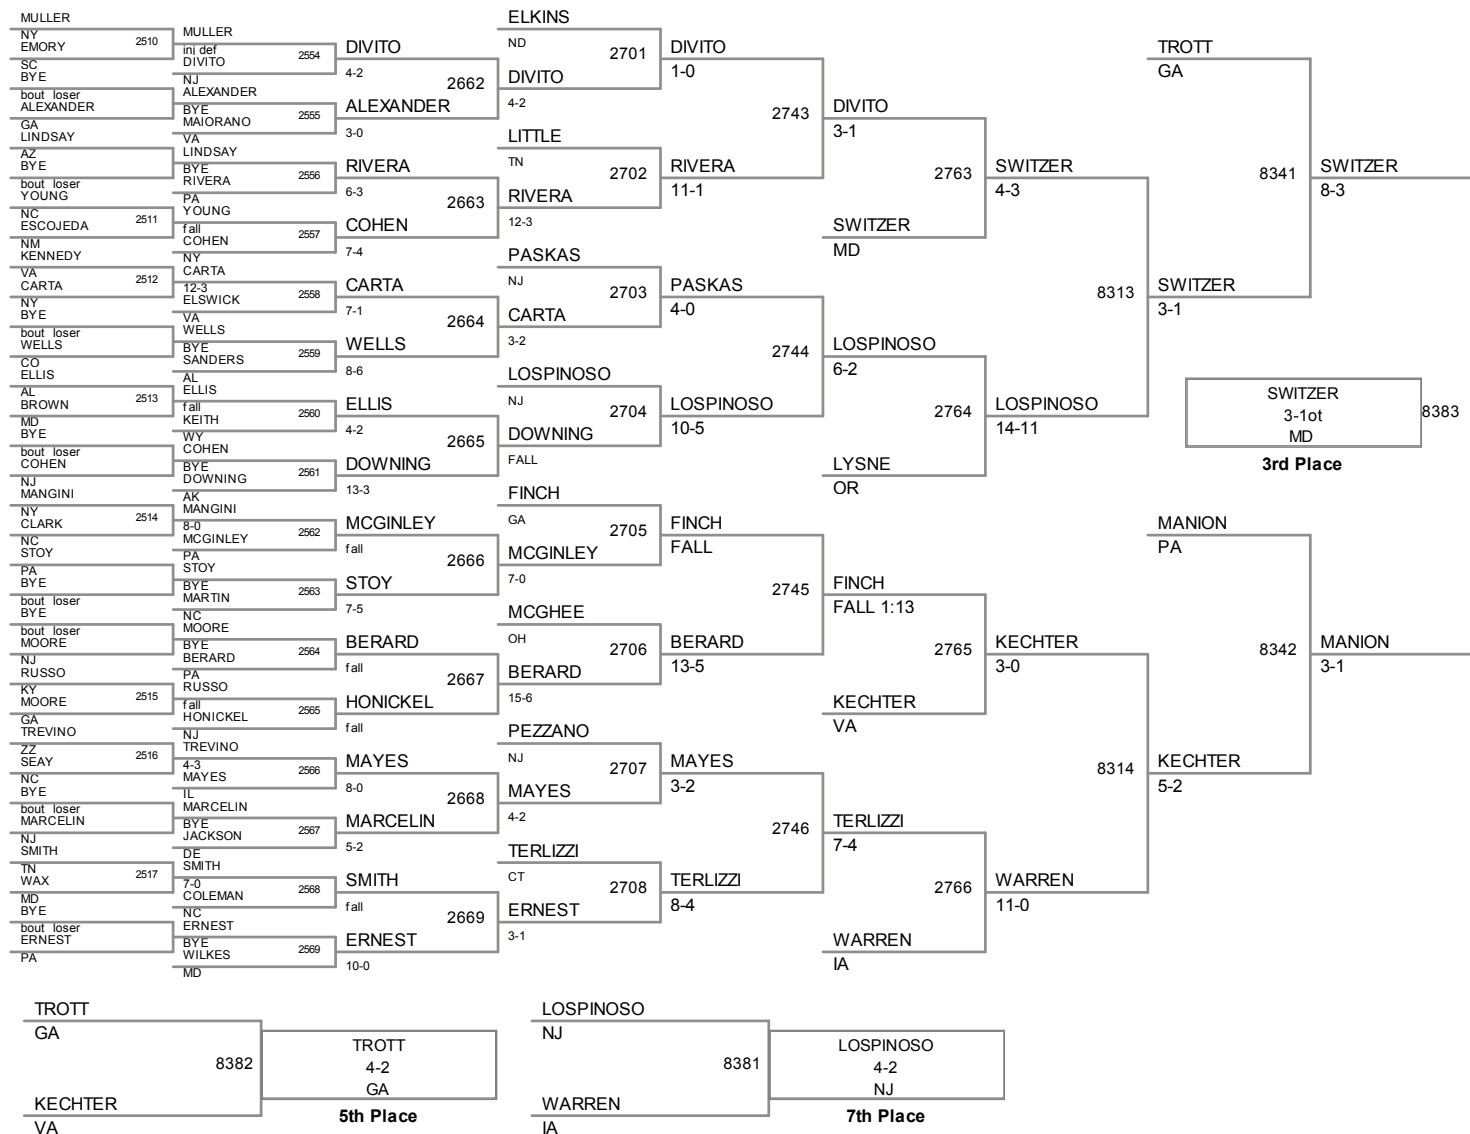 MULLER
NY
EMORY
2510
SC
BYE
bout loser
ALEXANDER
GA
LINDSAY
AZ
BYE
bout loser
YOUNG
NC
ESCOJEDA
2511
NM
KENNEDY
VA
CARTA
2512
NY
BYE
bout loser
WELLS
CO
ELLIS
AL
BROWN
2513
MD
BYE
bout loser
COHEN
NJ
MANGINI
NY
CLARK
2514
NC
STOY
PA
BYE
bout loser
BYE
bout loser
MOORE
NJ
RUSSO
KY
MOORE
2515
GA
TREVINO
ZZ
SEAY
2516
NC
BYE
bout loser
MARCELIN
NJ
SMITH
TN
WAX
2517
MD
BYE
bout loser
ERNEST
PA
MULLER
inj def
DIVITO
2554
NJ
ALEXANDER
BYE
MAIORANO
2555
VA
LINDSAY
BYE
RIVERA
2556
PA
YOUNG
fall
COHEN
2557
NY
CARTA
12-3
ELSWICK
2558
VA
WELLS
BYE
SANDERS
2559
AL
ELLIS
fall
KEITH
2560
WY
COHEN
BYE
DOWNING
2561
AK
MANGINI
8-0
MCGINLEY
2562
PA
STOY
BYE
MARTIN
2563
NC
MOORE
BYE
BERARD
2564
PA
RUSSO
fall
HONICKEL
2565
NJ
TREVINO
4-3
MAYES
2566
IL
MARCELIN
BYE
JACKSON
2567
DE
SMITH
7-0
COLEMAN
2568
NC
ERNEST
BYE
WILKES
2569
MD
DIVITO
4-2
2662
ALEXANDER
3-0
RIVERA
6-3
2663
COHEN
7-4
CARTA
7-1
2664
WELLS
8-6
ELLIS
4-2
2665
DOWNING
13-3
MCGINLEY
fall
2666
STOY
7-5
BERARD
fall
2667
HONICKEL
fall
MAYES
8-0
2668
MARCELIN
5-2
SMITH
fall
2669
ERNEST
10-0
ELKINS
ND
2701
DIVITO
4-2
LITTLE
TN
2702
RIVERA
12-3
PASKAS
NJ
2703
CARTA
3-2
LOSPINOSO
NJ
2704
DOWNING
FALL
FINCH
GA
2705
MCGINLEY
7-0
MCGHEE
OH
2706
BERARD
15-6
PEZZANO
NJ
2707
MAYES
4-2
TERLIZZI
CT
2708
ERNEST
3-1
DIVITO
1-0
2743
RIVERA
11-1
PASKAS
4-0
2744
LOSPINOSO
10-5
FINCH
FALL
2745
BERARD
13-5
MAYES
3-2
2746
TERLIZZI
8-4
DIVITO
3-1
2763
SWITZER
MD
LOSPINOSO
6-2
2764
LYSNE
OR
FINCH
FALL 1:13
2765
KECHTER
VA
TERLIZZI
7-4
2766
WARREN
IA
SWITZER
4-3
8313
LOSPINOSO
14-11
KECHTER
3-0
8314
WARREN
11-0
TROTT
GA
8341
SWITZER
3-1
SWITZER
3-1ot
MD
8383
3rd Place
MANION
PA
8342
KECHTER
5-2
SWITZER
8-3
MANION
3-1
TROTT
GA
8382
KECHTER
VA
TROTT
4-2
GA
5th Place
LOSPINOSO
NJ
8381
WARREN
IA
LOSPINOSO
4-2
NJ
7th Place